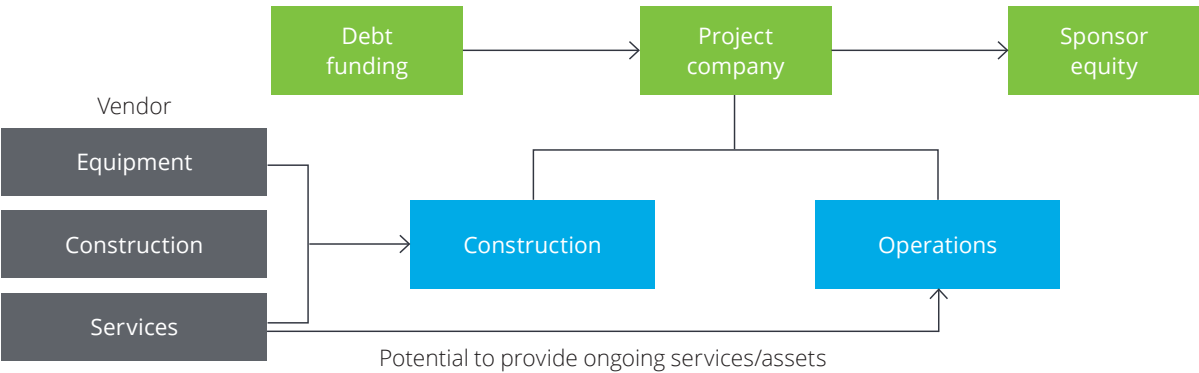 Debt
funding
Project
company
Sponsor
equity
Vendor
Equipment
Construction
Services
Construction
Operations
Potential to provide ongoing services/assets